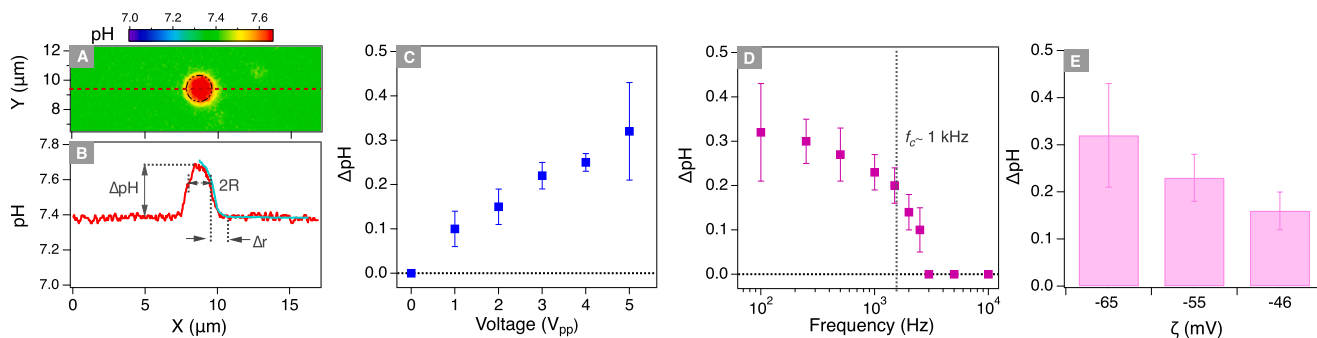 pH
7.0 7.2 7.4 7.6
A
Y (µm)
12
10
8
B
pH
7.8
7.6
7.4
7.2
7.0
ΔpH
2R
Δr
0 5 10 15
X (µm)
C
ΔpH
0.5
0.4
0.3
0.2
0.1
0.0
0 1 2 3 4 5
Voltage (Vpp)
D
ΔpH
0.5
0.4
0.3
0.2
0.1
0.0
fc~ 1 kHz
10² 10³ 10⁴
Frequency (Hz)
E
ΔpH
0.5
0.4
0.3
0.2
0.1
0.0
-65 -55 -46
ζ (mV)